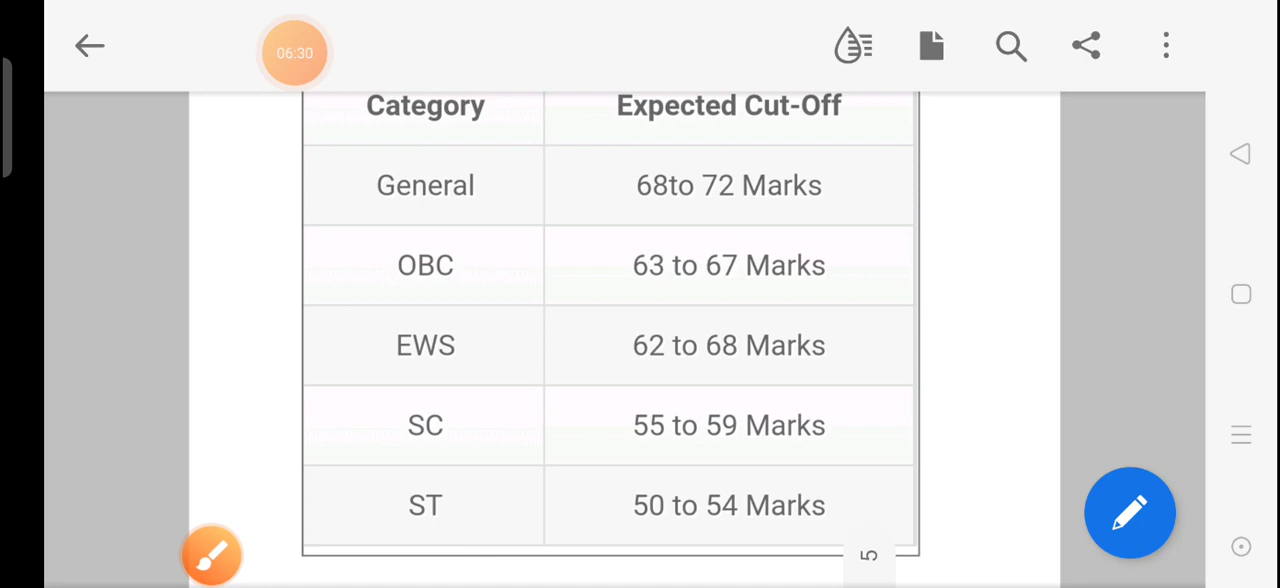 06:30
Category Expected Cut-Off
General 68to 72 Marks
OBC 63 to 67 Marks
EWS 62 to 68 Marks
SC 55 to 59 Marks
ST 50 to 54 Marks
5